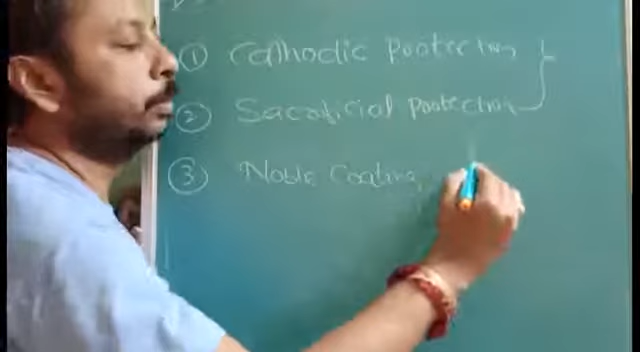 ① Cathodic Protection
② Sacrificial protection
③ Noble Coating